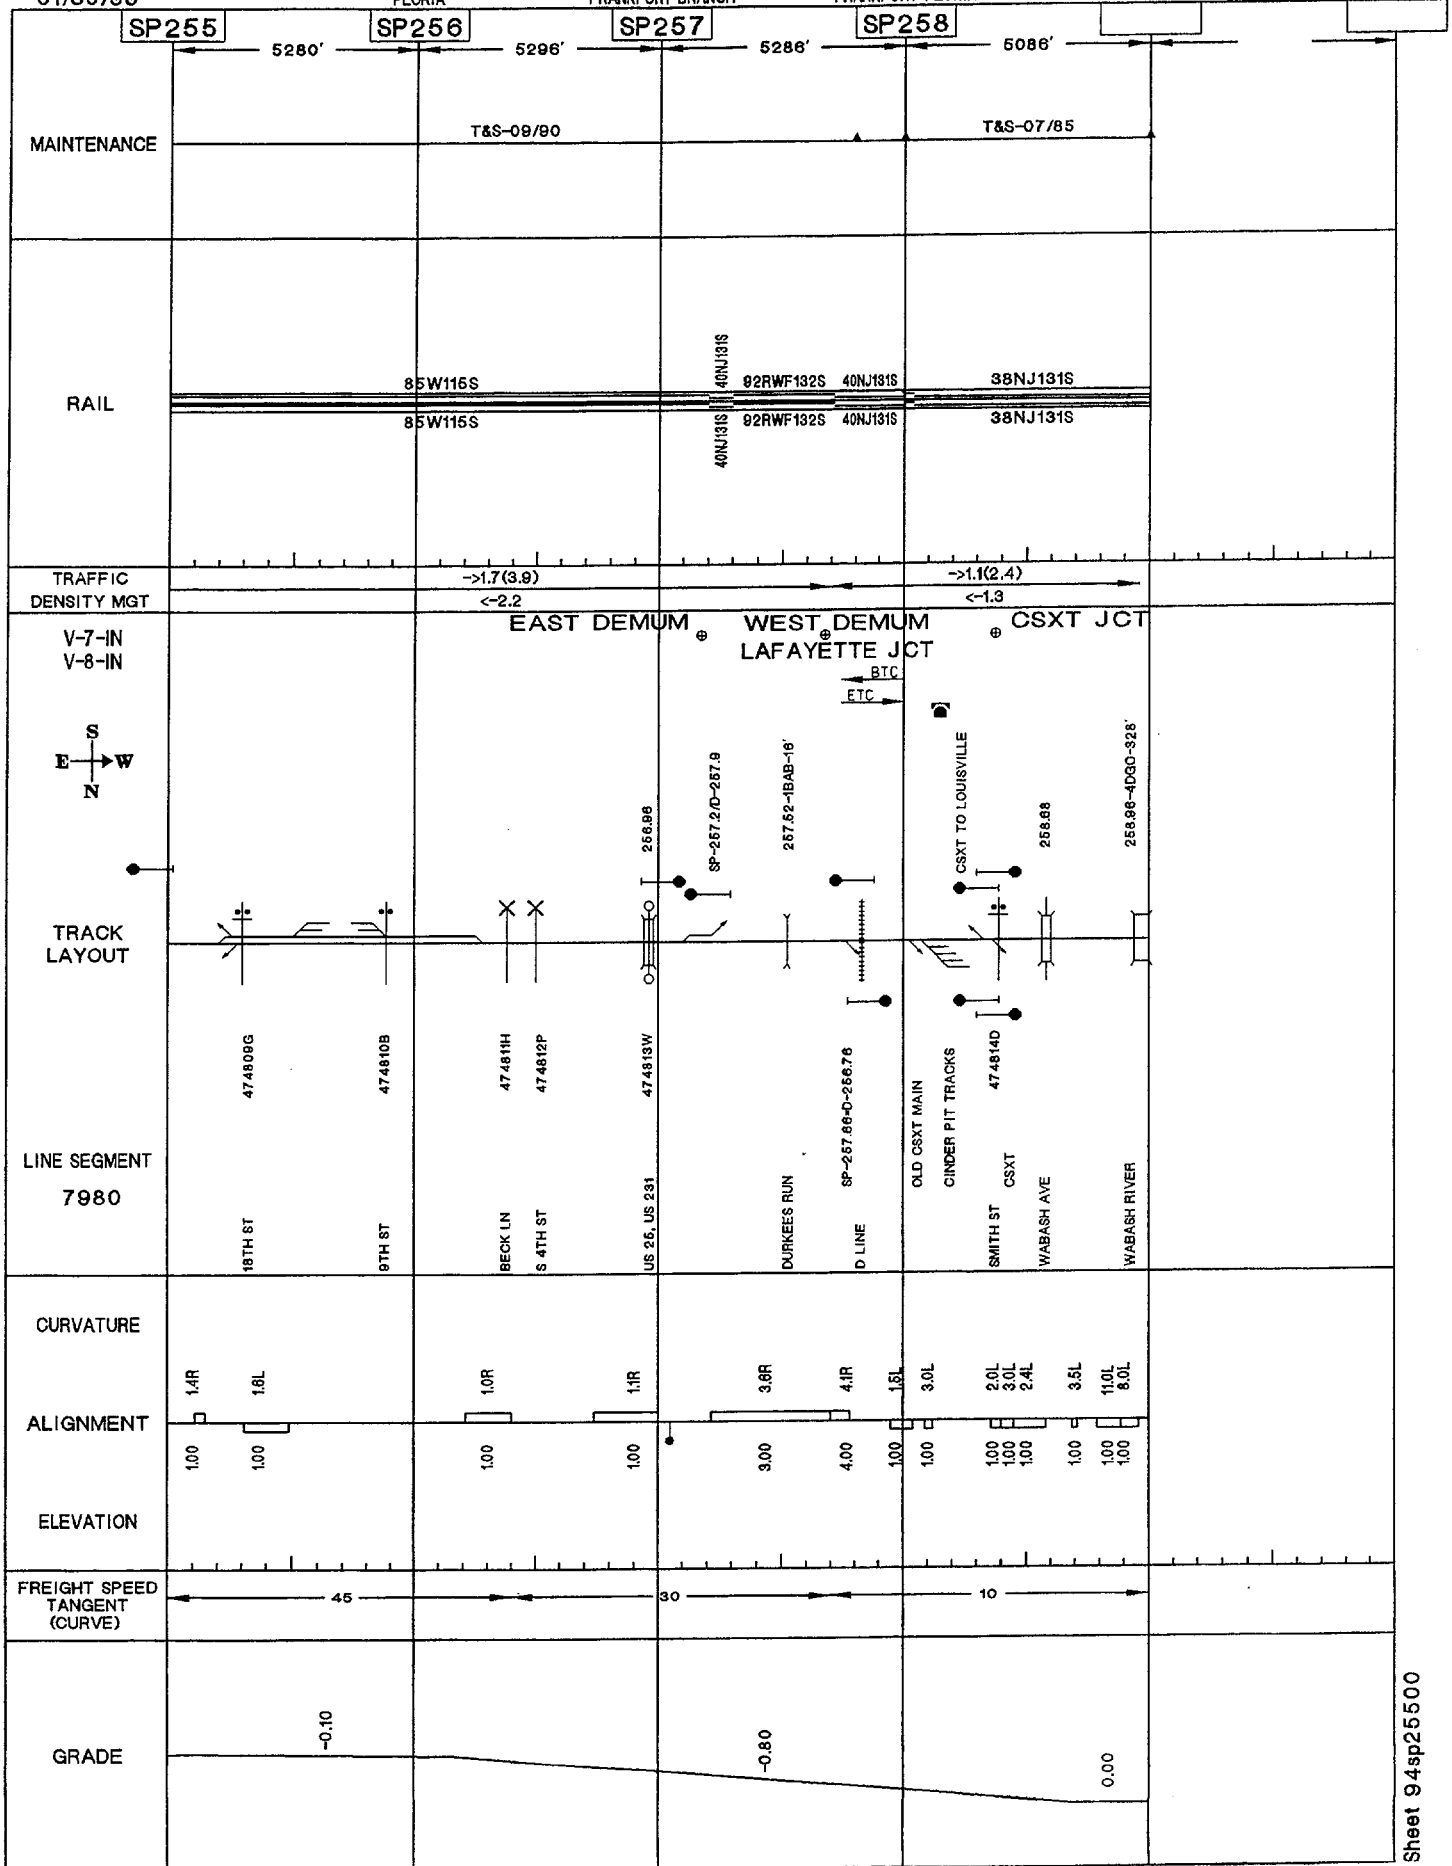 PEORIA
SP255
SP256
SP257
SP258
5280'
5296'
5286'
5086'
MAINTENANCE
T&S-09/90
T&S-07/85
RAIL
85W115S
40NJ131S
92RWF132S
40NJ131S
38NJ131S
85W115S
40NJ131S
92RWF132S
40NJ131S
38NJ131S
TRAFFIC
DENSITY MGT
->1.7(3.9)
<-2.2
->1.1(2.4)
<-1.3
V-7-IN
V-8-IN
EAST DEMUM
WEST DEMUM
LAFAYETTE JCT
CSXT JCT
BTC
ETC
S
E W
N
256.96
SP-257.2/D-257.9
257.52-1BAB-16'
CSXT TO LOUISVILLE
258.68
258.96-4DGO-328'
TRACK
LAYOUT
474809G
474810B
474811H
474812P
474813W
SP-257.66=D-256.76
OLD CSXT MAIN
CINDER PIT TRACKS
474814D
LINE SEGMENT
7980
18TH ST
9TH ST
BECK LN
S 4TH ST
US 25, US 231
DURKEES RUN
D LINE
SMITH ST
CSXT
WABASH AVE
WABASH RIVER
CURVATURE
1.4R
1.6L
1.0R
1.1R
3.6R
4.1R
1.5L
3.0L
2.0L
3.0L
2.4L
3.5L
11.0L
8.0L
ALIGNMENT
1.00
1.00
1.00
1.00
3.00
4.00
1.00
1.00
1.00
1.00
1.00
1.00
1.00
1.00
ELEVATION
FREIGHT SPEED
TANGENT
(CURVE)
45
30
10
GRADE
-0.10
-0.80
0.00
Sheet 94sp25500